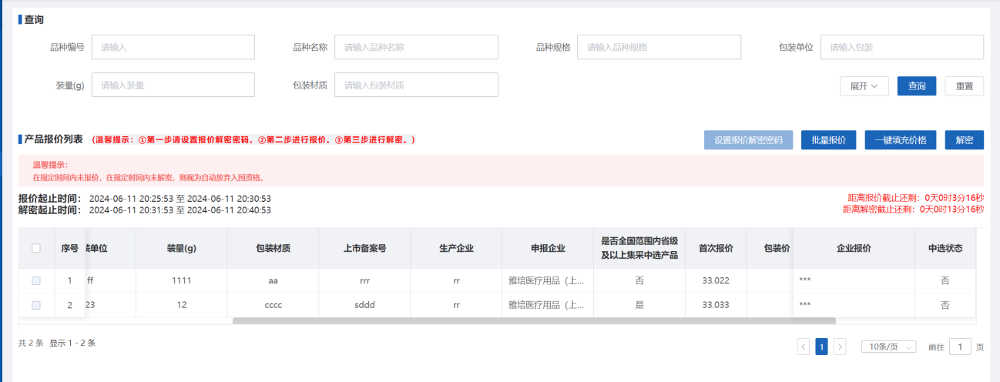 查询
品种编号 请输入 品种名称 请输入品种名称 品种规格 请输入品种规格 包装单位 请输入包装
装量(g) 请输入装量 包装材质 请输入包装材质 展开 查询 重置
产品报价列表 (温馨提示：①第一步请设置报价解密密码。②第二步进行报价。③第三步进行解密。) 设置报价解密密码 批量报价 一键填充价格 解密
温馨提示：
在规定时间内未报价，在规定时间内未解密，则视为自动放弃入围资格。
报价起止时间： 2024-06-11 20:25:53 至 2024-06-11 20:30:53 距离报价截止还剩：0天0时3分16秒
解密起止时间： 2024-06-11 20:31:53 至 2024-06-11 20:40:53 距离解密截止还剩：0天0时13分16秒
序号 装单位 装量(g) 包装材质 上市备案号 生产企业 申报企业 是否全国范围内省级及以上集采中选产品 首次报价 包装价 企业报价 中选状态
1 ff 1111 aa rrr rr 雅培医疗用品（上... 否 33.022 *** 否
2 23 12 cccc sddd rr 雅培医疗用品（上... 是 33.033 *** 否
共 2 条 显示 1 - 2 条 1 10条/页 前往 1 页